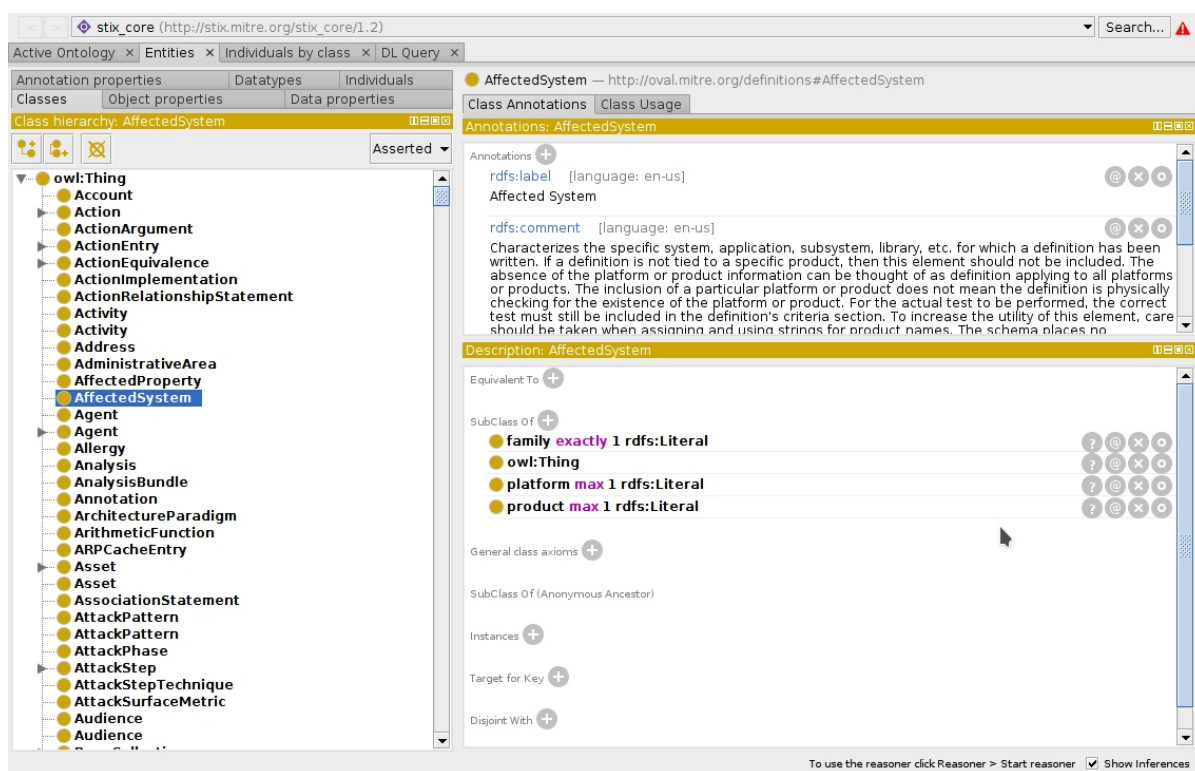 stix_core (http://stix.mitre.org/stix_core/1.2)
Search...
Active Ontology × Entities × Individuals by class × DL Query ×
Annotation properties Datatypes Individuals
Classes Object properties Data properties
Class hierarchy: AffectedSystem
Asserted
owl:Thing
Account
Action
ActionArgument
ActionEntry
ActionEquivalence
ActionImplementation
ActionRelationshipStatement
Activity
Activity
Address
AdministrativeArea
AffectedProperty
AffectedSystem
Agent
Agent
Allergy
Analysis
AnalysisBundle
Annotation
ArchitectureParadigm
ArithmeticFunction
ARPCacheEntry
Asset
Asset
AssociationStatement
AttackPattern
AttackPattern
AttackPhase
AttackStep
AttackStepTechnique
AttackSurfaceMetric
Audience
Audience
AffectedSystem — http://oval.mitre.org/definitions#AffectedSystem
Class Annotations Class Usage
Annotations: AffectedSystem
Annotations
rdfs:label [language: en-us]
Affected System
rdfs:comment [language: en-us]
Characterizes the specific system, application, subsystem, library, etc. for which a definition has been
written. If a definition is not tied to a specific product, then this element should not be included. The
absence of the platform or product information can be thought of as definition applying to all platforms
or products. The inclusion of a particular platform or product does not mean the definition is physically
checking for the existence of the platform or product. For the actual test to be performed, the correct
test must still be included in the definition's criteria section. To increase the utility of this element, care
should be taken when assigning and using strings for product names. The schema places no
Description: AffectedSystem
Equivalent To
SubClass Of
family exactly 1 rdfs:Literal
owl:Thing
platform max 1 rdfs:Literal
product max 1 rdfs:Literal
General class axioms
SubClass Of (Anonymous Ancestor)
Instances
Target for Key
Disjoint With
To use the reasoner click Reasoner > Start reasoner Show Inferences